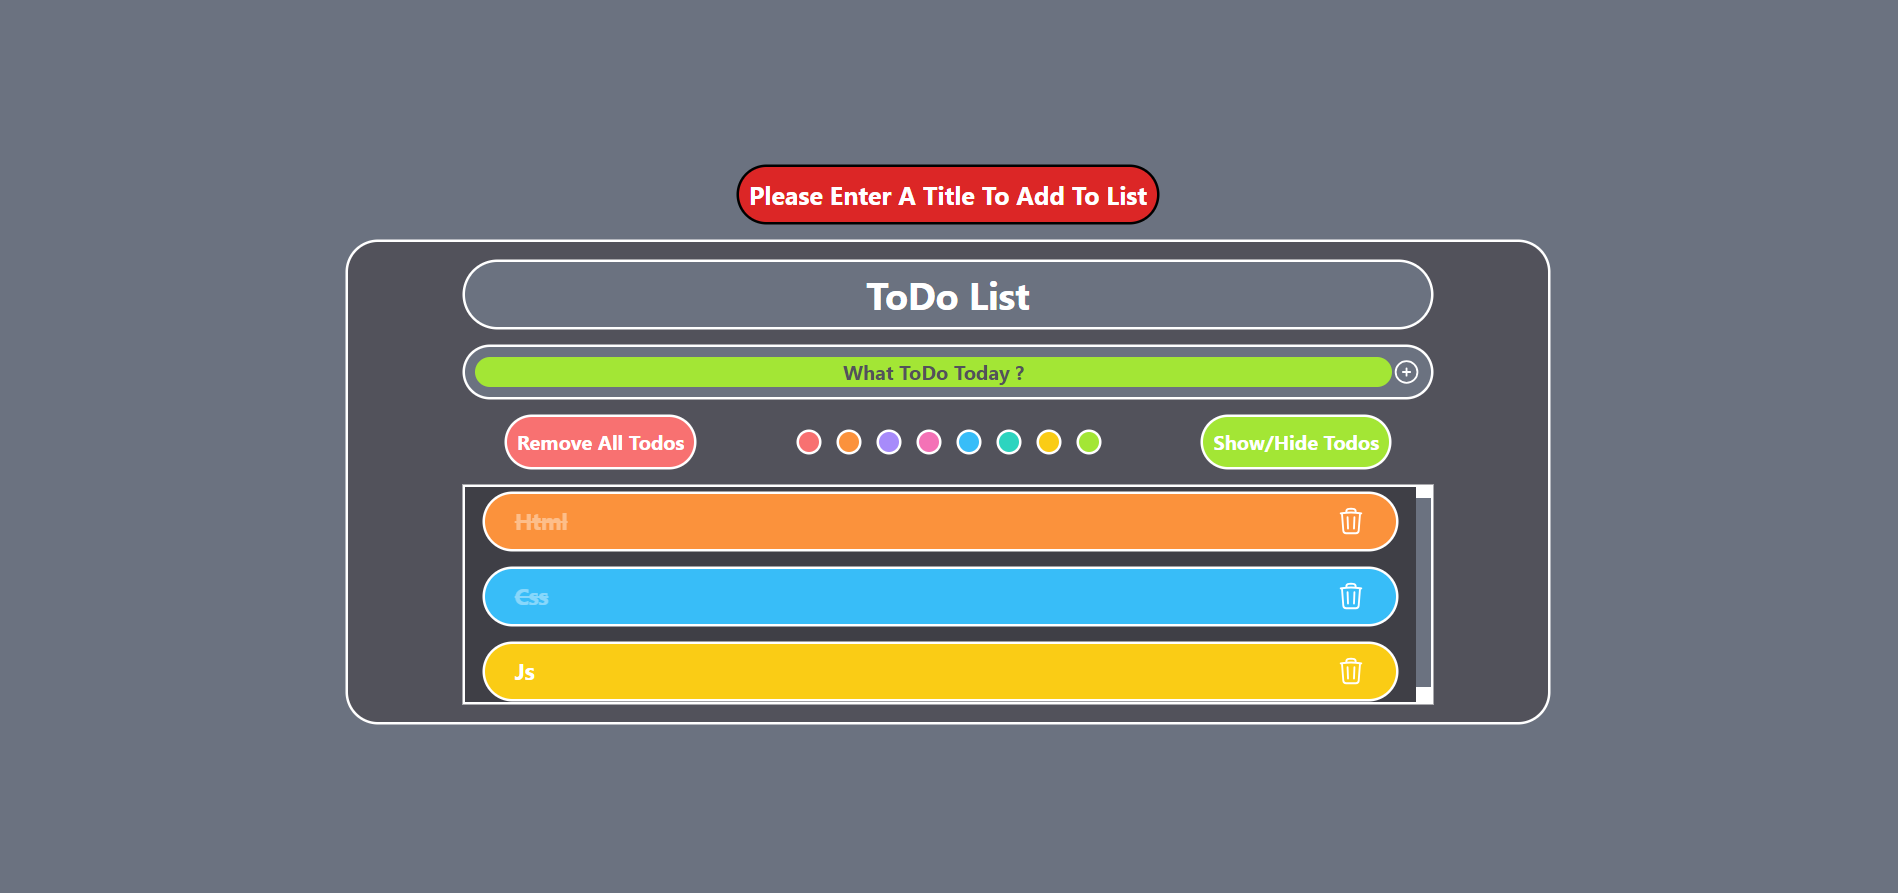 Please Enter A Title To Add To List
ToDo List
What ToDo Today ?
Remove All Todos
Show/Hide Todos
Html
Css
Js